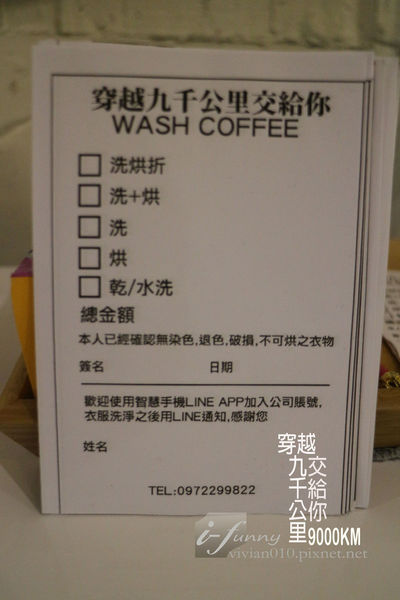 穿越九千公里交給你
WASH COFFEE
洗烘折
洗+烘
洗
烘
乾/水洗
總金額
本人已經確認無染色,退色,破損,不可烘之衣物
簽名 日期
歡迎使用智慧手機LINE APP加入公司賬號,
衣服洗淨之後用LINE通知,感謝您
姓名
TEL:0972299822
穿越九千公里交給你
9000KM
i-funny
vivian010.pixnet.net